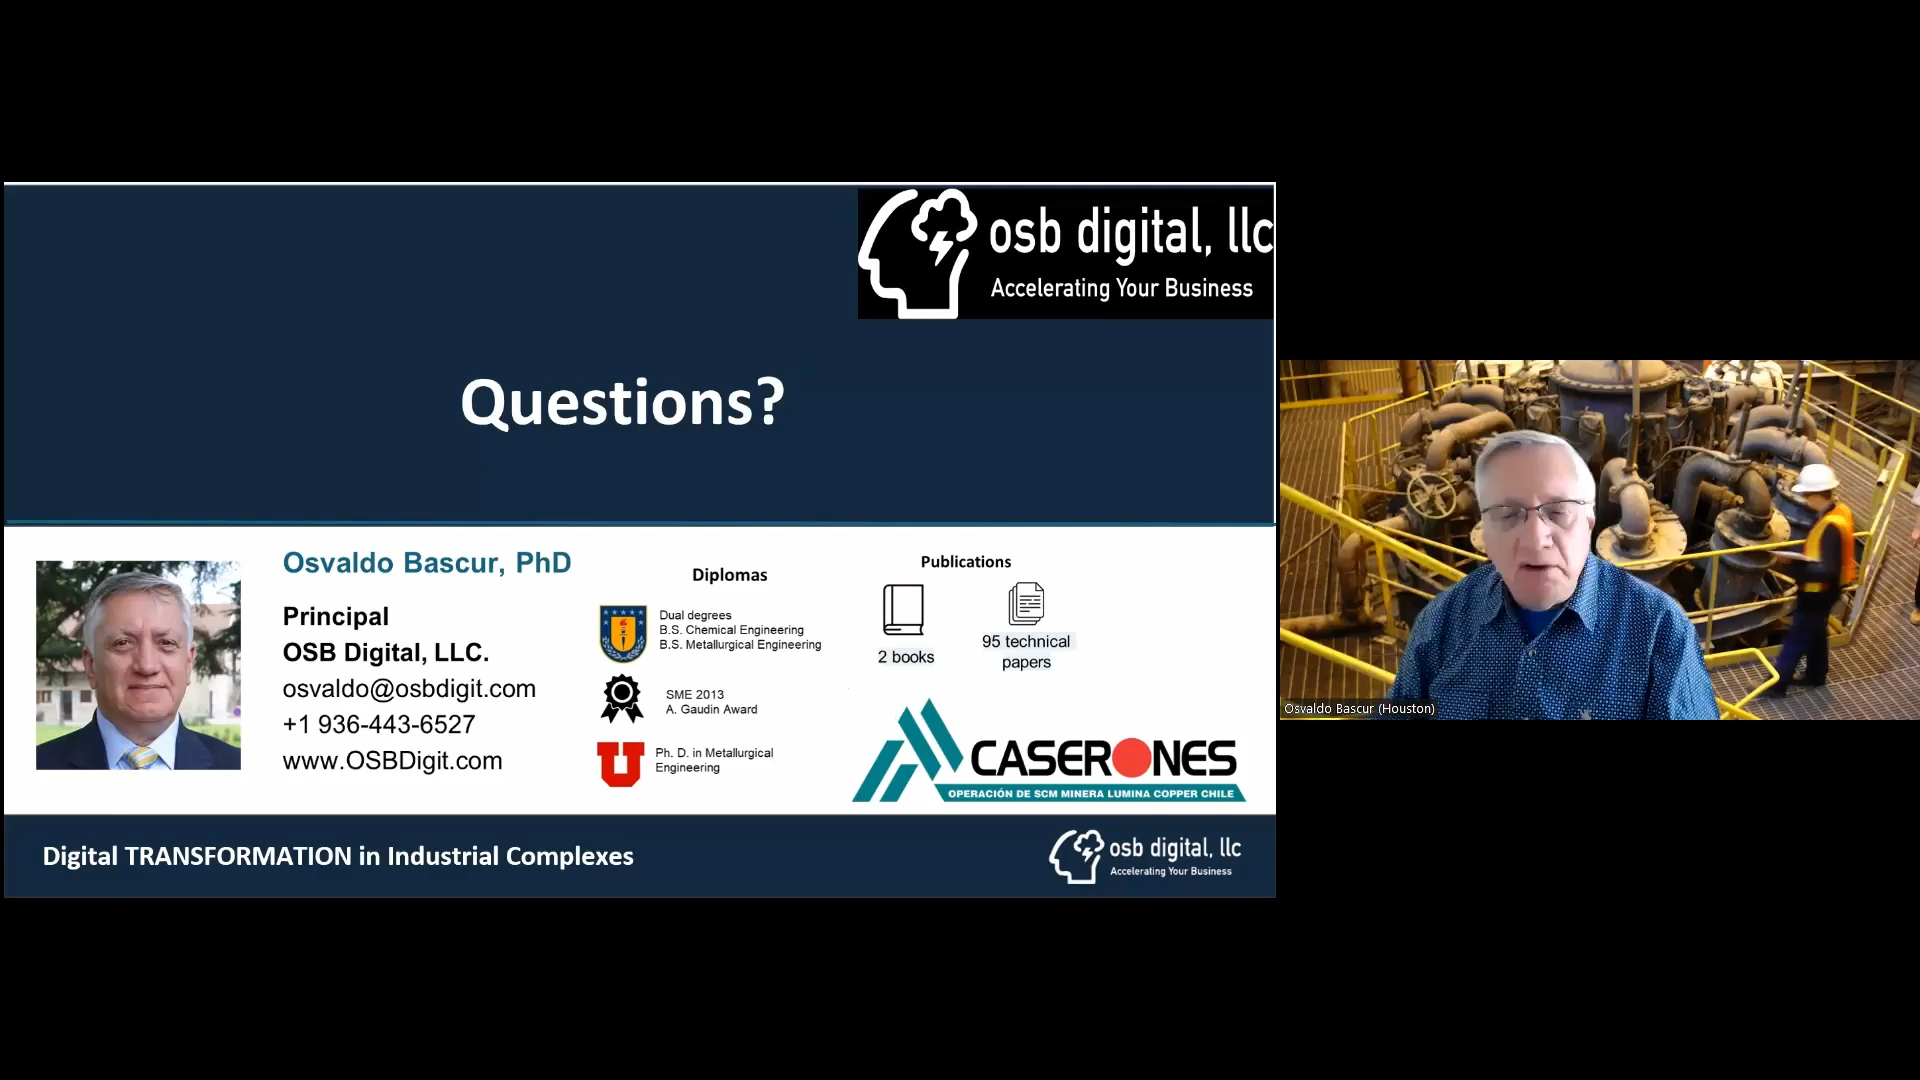 osb digital, llc
Accelerating Your Business
Questions?
Osvaldo Bascur, PhD
Principal
OSB Digital, LLC.
osvaldo@osbdigit.com
+1 936-443-6527
www.OSBDigit.com
Diplomas
Dual degrees
B.S. Chemical Engineering
B.S. Metallurgical Engineering
SME 2013
A. Gaudin Award
U
Ph. D. in Metallurgical
Engineering
Publications
2 books
95 technical
papers
CASERONES
OPERACIÓN DE SCM MINERA LUMINA COPPER CHILE
Digital TRANSFORMATION in Industrial Complexes
osb digital, llc
Accelerating Your Business
Osvaldo Bascur (Houston)